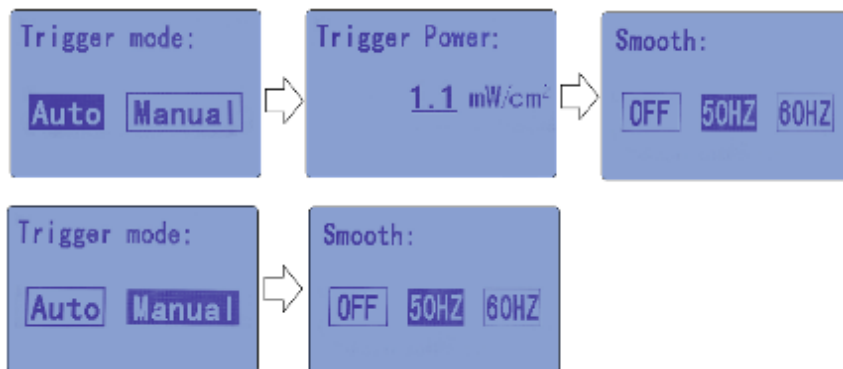 Trigger mode:
Auto Manual
Trigger Power:
1.1 mW/cm²
Smooth:
OFF 50HZ 60HZ
Trigger mode:
Auto Manual
Smooth:
OFF 50HZ 60HZ